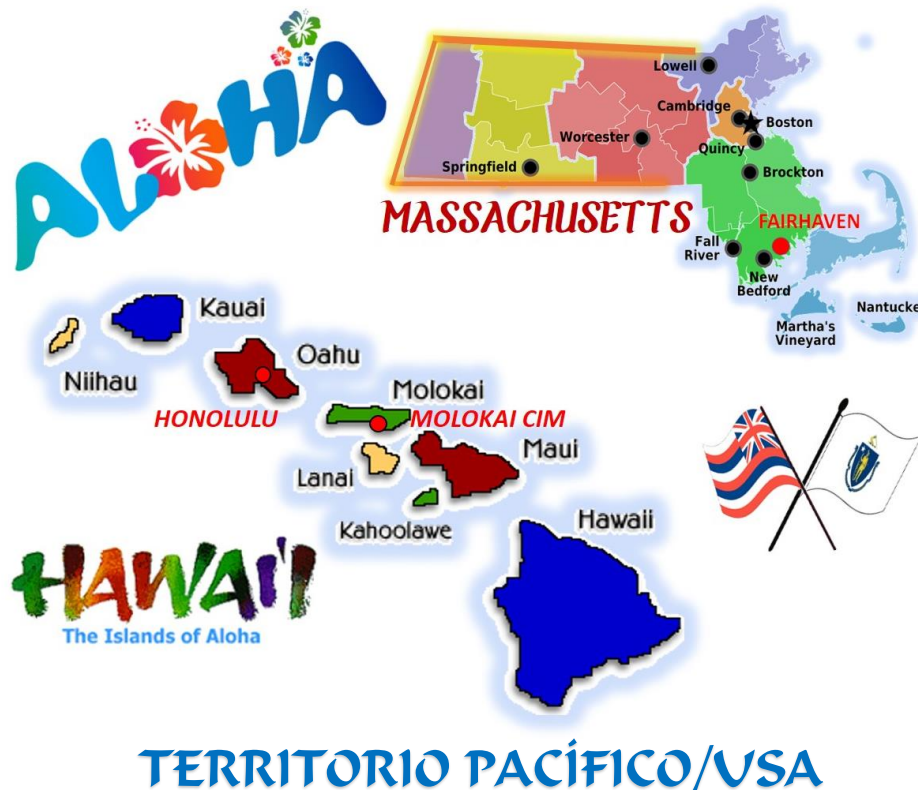 ALOHA
Lowell
Cambridge
Boston
Worcester
Quincy
Springfield
Brockton
MASSACHUSETTS
FAIRHAVEN
Fall
River
New
Bedford
Martha's
Vineyard
Nantucke
Kauai
Niihau
Oahu
HONOLULU
Molokai
MOLOKAI CIM
Lanai
Maui
Kahoolawe
Hawaii
HAWAI'I
The Islands of Aloha
TERRITORIO PACÍFICO/USA